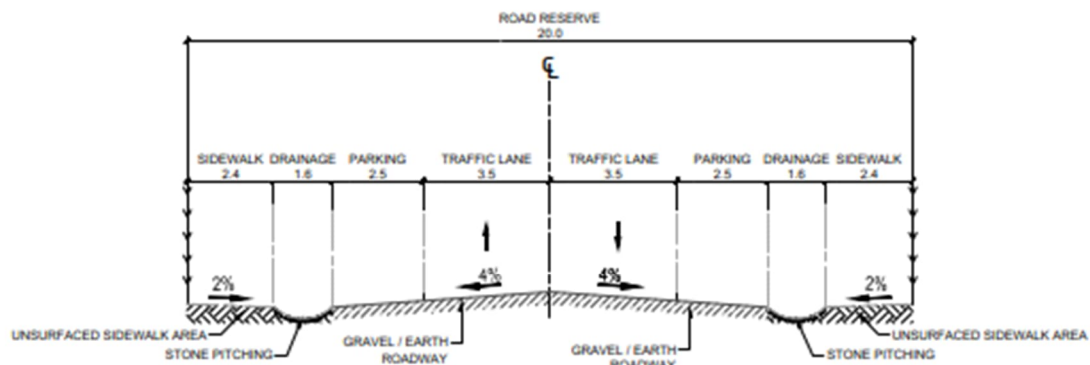 ROAD RESERVE
20.0
℄
SIDEWALK DRAINAGE PARKING TRAFFIC LANE TRAFFIC LANE PARKING DRAINAGE SIDEWALK
2.4 1.6 2.5 3.5 3.5 2.5 1.6 2.4
2% 4% 4% 2%
UNSURFACED SIDEWALK AREA
STONE PITCHING
GRAVEL / EARTH
ROADWAY
GRAVEL / EARTH
ROADWAY
UNSURFACED SIDEWALK AREA
STONE PITCHING